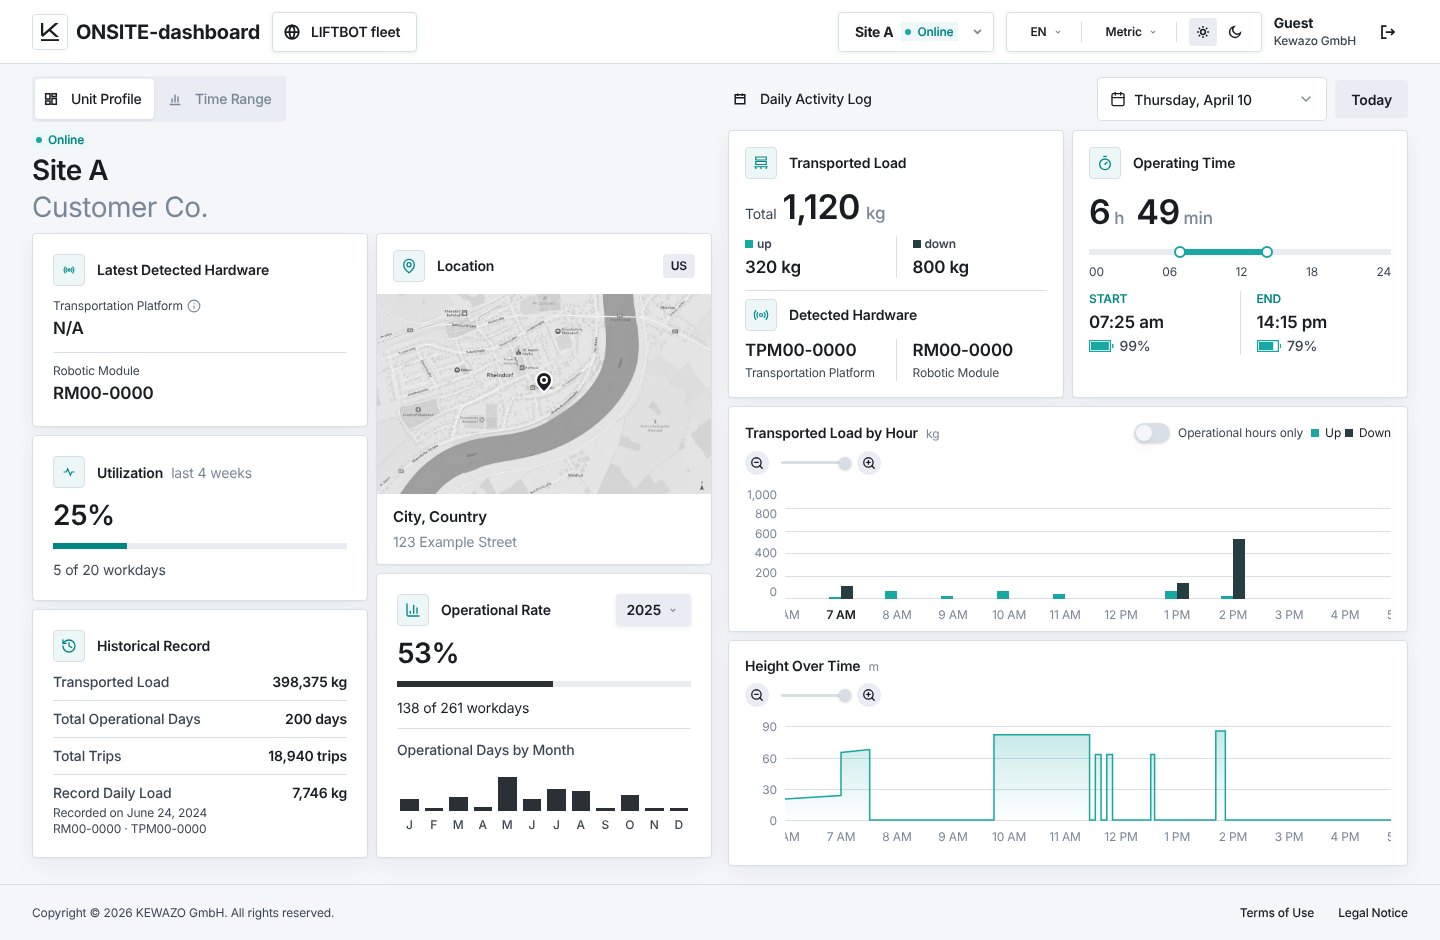 ONSITE-dashboard
LIFTBOT fleet
Site A
Online
EN
Metric
Guest
Kewazo GmbH
Unit Profile
Time Range
Online
Site A
Customer Co.
Latest Detected Hardware
Transportation Platform
N/A
Robotic Module
RM00-0000
Utilization last 4 weeks
25%
5 of 20 workdays
Historical Record
Transported Load 398,375 kg
Total Operational Days 200 days
Total Trips 18,940 trips
Record Daily Load 7,746 kg
Recorded on June 24, 2024
RM00-0000 · TPM00-0000
Location
US
Rheindorf
City, Country
123 Example Street
Operational Rate
2025
53%
138 of 261 workdays
Operational Days by Month
J F M A M J J A S O N D
Daily Activity Log
Thursday, April 10
Today
Transported Load
Total 1,120 kg
up
320 kg
down
800 kg
Detected Hardware
TPM00-0000
Transportation Platform
RM00-0000
Robotic Module
Operating Time
6 h 49 min
00 06 12 18 24
START
07:25 am
99%
END
14:15 pm
79%
Transported Load by Hour kg
Operational hours only
Up
Down
1,000
800
600
400
200
0
AM 7 AM 8 AM 9 AM 10 AM 11 AM 12 PM 1 PM 2 PM 3 PM 4 PM 5
Height Over Time m
90
60
30
0
AM 7 AM 8 AM 9 AM 10 AM 11 AM 12 PM 1 PM 2 PM 3 PM 4 PM 5
Copyright © 2026 KEWAZO GmbH. All rights reserved.
Terms of Use
Legal Notice